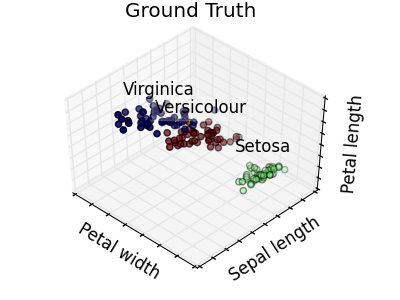 Ground Truth
Virginica
Versicolour
Setosa
Petal length
Petal width
Sepal length